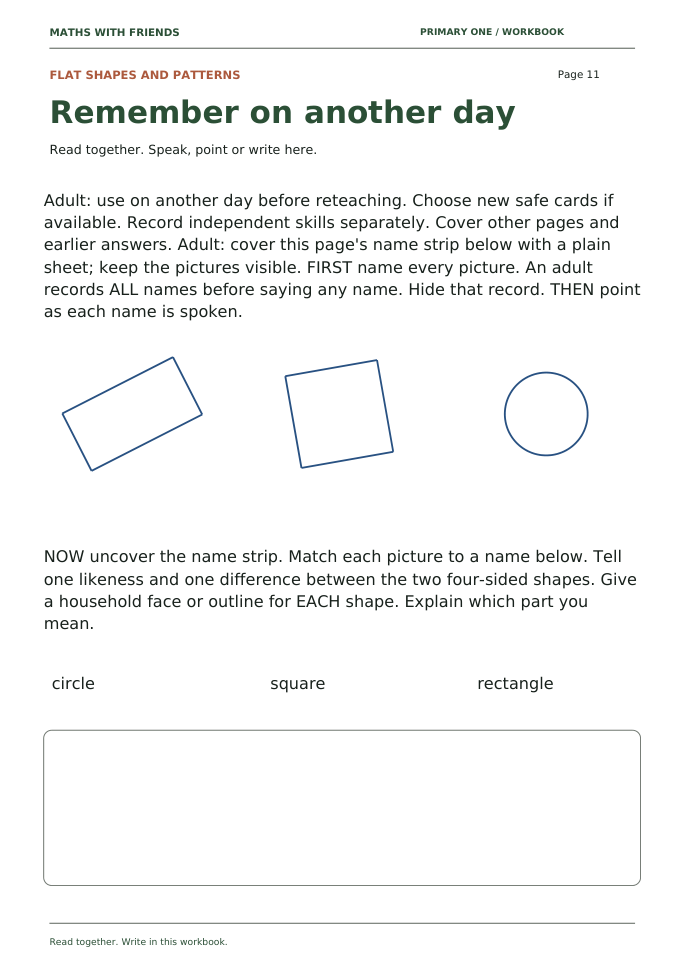 MATHS WITH FRIENDS
PRIMARY ONE / WORKBOOK
FLAT SHAPES AND PATTERNS
Page 11
Remember on another day
Read together. Speak, point or write here.
Adult: use on another day before reteaching. Choose new safe cards if
available. Record independent skills separately. Cover other pages and
earlier answers. Adult: cover this page's name strip below with a plain
sheet; keep the pictures visible. FIRST name every picture. An adult
records ALL names before saying any name. Hide that record. THEN point
as each name is spoken.
NOW uncover the name strip. Match each picture to a name below. Tell
one likeness and one difference between the two four-sided shapes. Give
a household face or outline for EACH shape. Explain which part you
mean.
circle
square
rectangle
Read together. Write in this workbook.